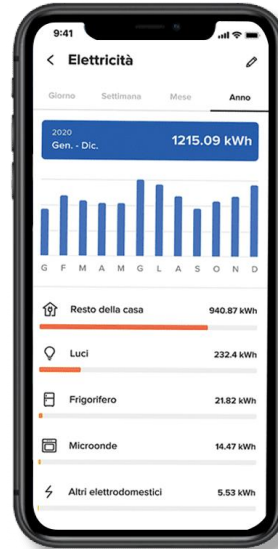 9:41
Elettricità
Giorno Settimana Mese Anno
2020
Gen. - Dic. 1215.09 kWh
G F M A M G L A S O N D
Resto della casa 940.87 kWh
Luci 232.4 kWh
Frigorifero 21.82 kWh
Microonde 14.47 kWh
Altri elettrodomestici 5.53 kWh